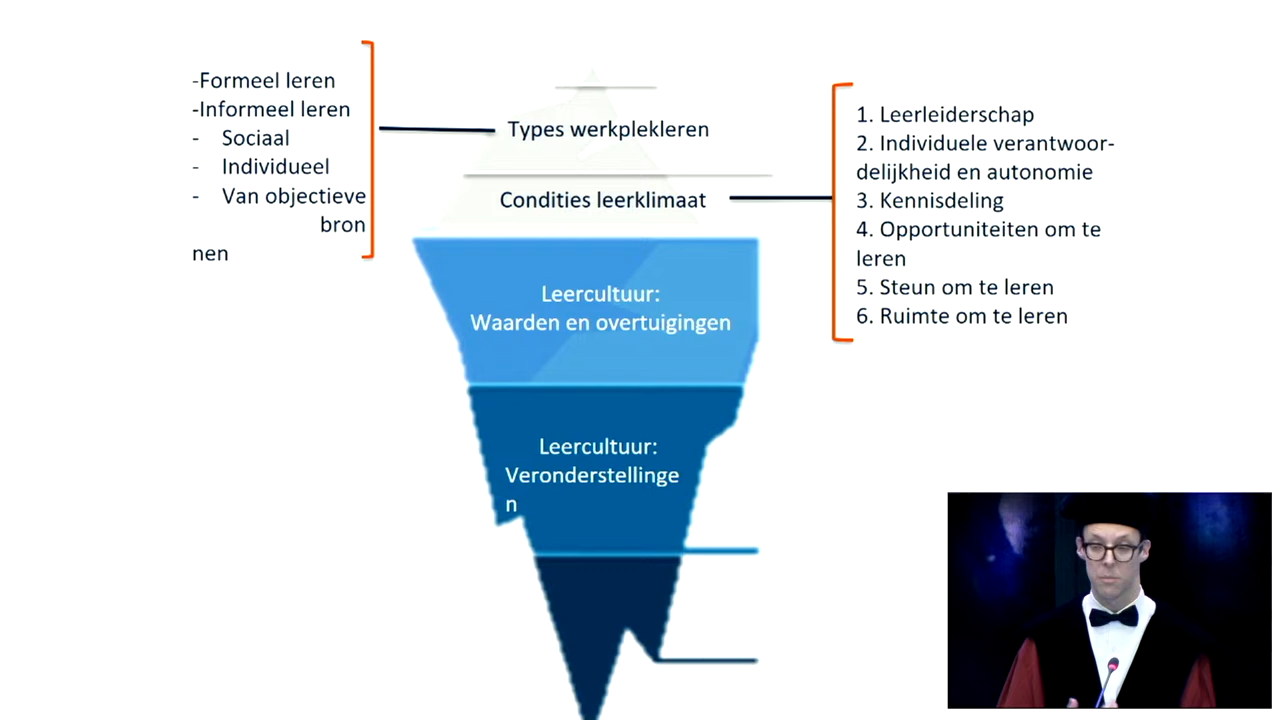 -Formeel leren
-Informeel leren
- Sociaal
- Individueel
- Van objectieve
bron
nen
Types werkplekleren
Condities leerklimaat
Leercultuur:
Waarden en overtuigingen
Leercultuur:
Veronderstellinge
n
1. Leerleiderschap
2. Individuele verantwoor-
delijkheid en autonomie
3. Kennisdeling
4. Opportuniteiten om te
leren
5. Steun om te leren
6. Ruimte om te leren